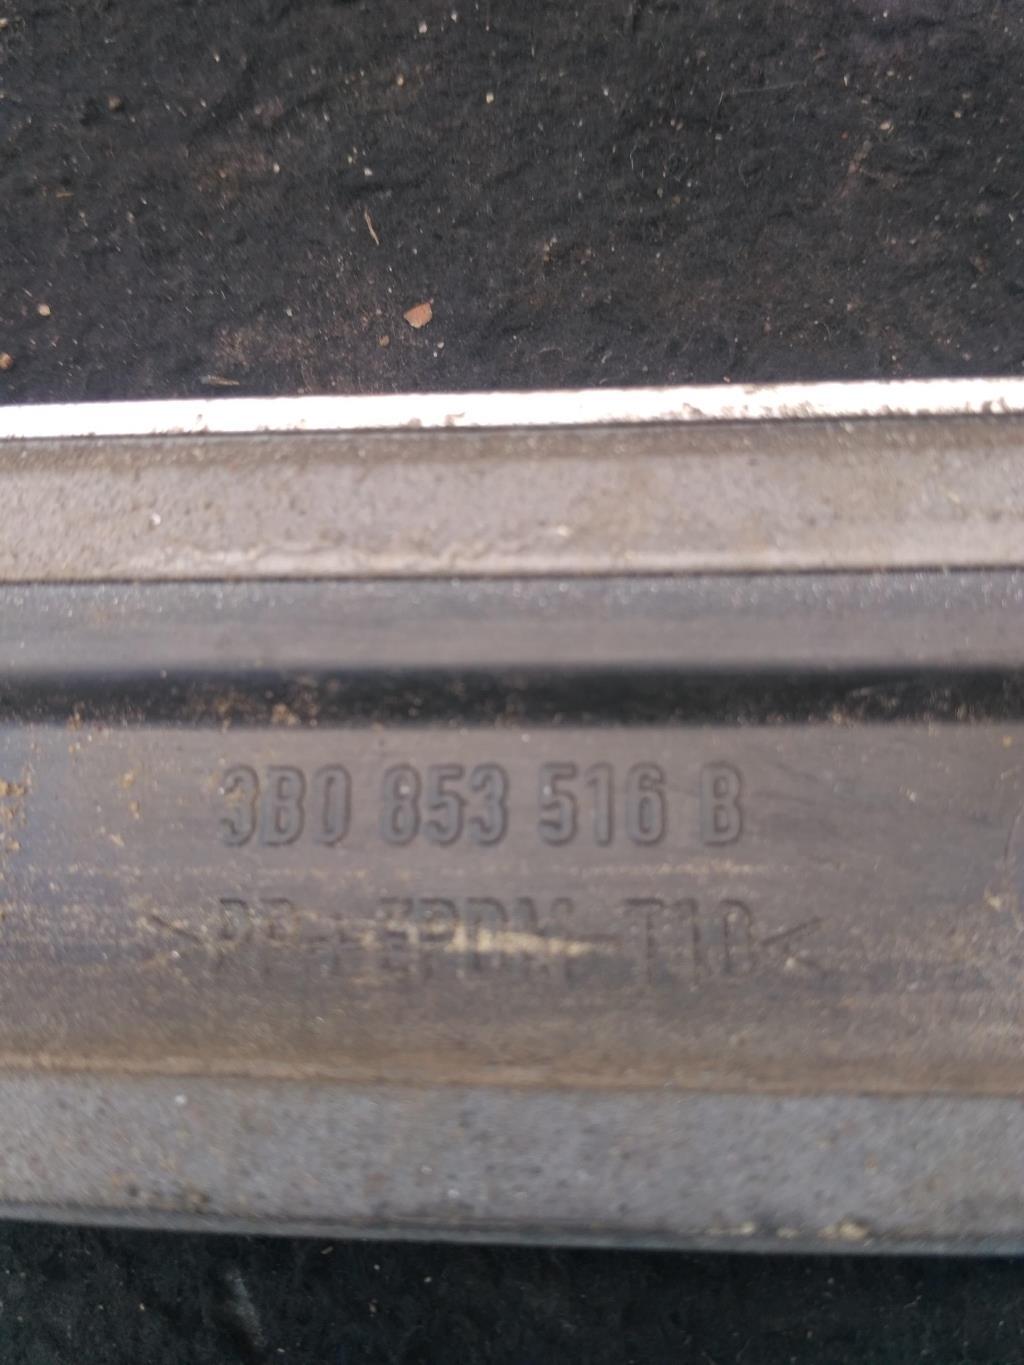 3B0 853 516 B
>PP+EPDM-T10<